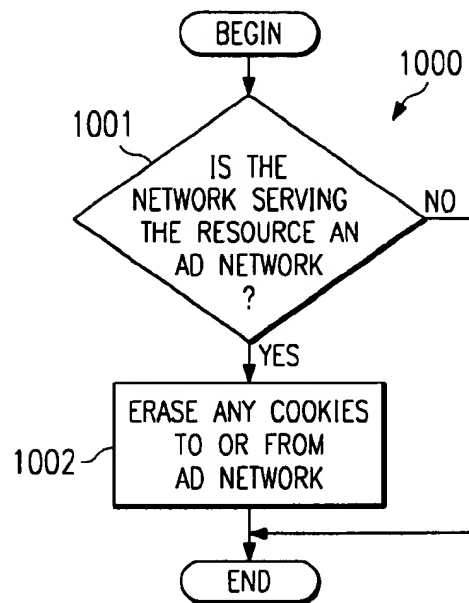 BEGIN
1000
1001
IS THE
NETWORK SERVING
THE RESOURCE AN
AD NETWORK
?
NO
YES
ERASE ANY COOKIES
TO OR FROM
AD NETWORK
1002
END